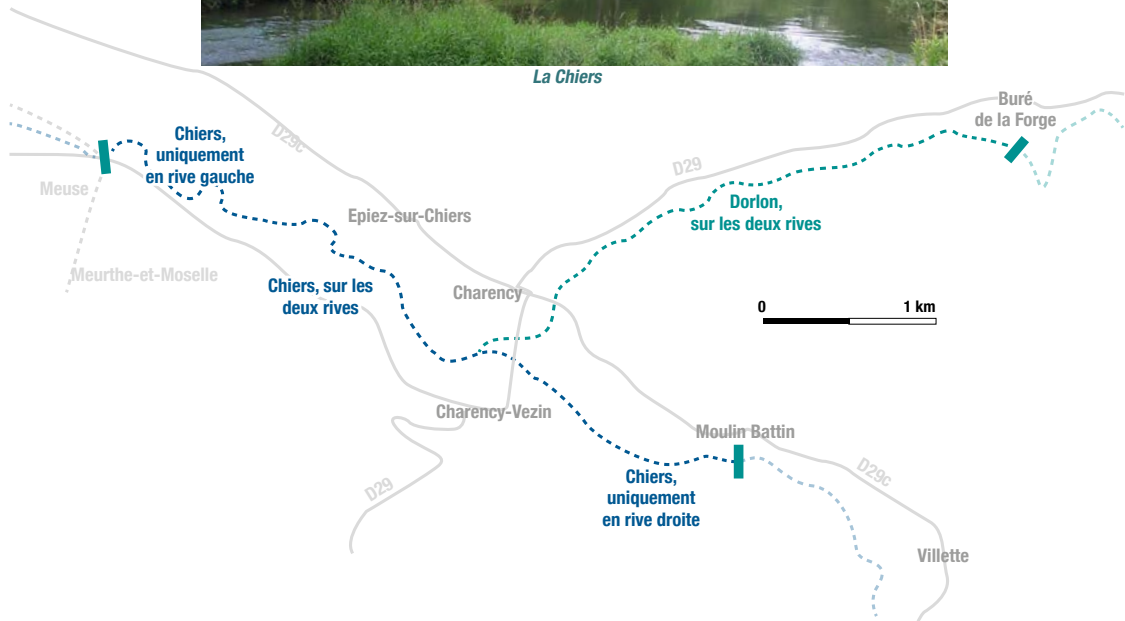 La Chiers
Buré
de la Forge
D29c
Chiers,
uniquement
en rive gauche
D29
Meuse
Dorlon,
sur les deux rives
Epiez-sur-Chiers
Meurthe-et-Moselle
Chiers, sur les
deux rives
Charency
0 1 km
Charency-Vezin
Moulin Battin
D29
D29c
Chiers,
uniquement
en rive droite
Villette